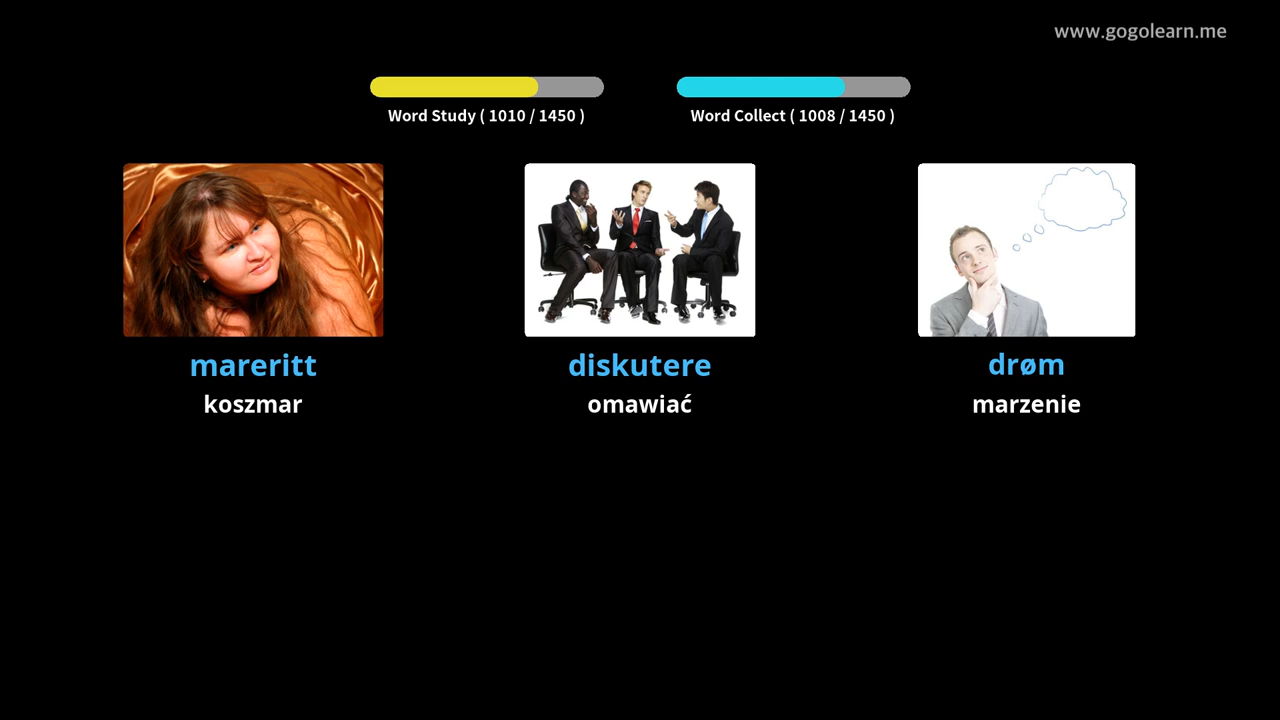 www.gogolearn.me
Word Study ( 1010 / 1450 )
Word Collect ( 1008 / 1450 )
mareritt
koszmar
diskutere
omawiać
drøm
marzenie